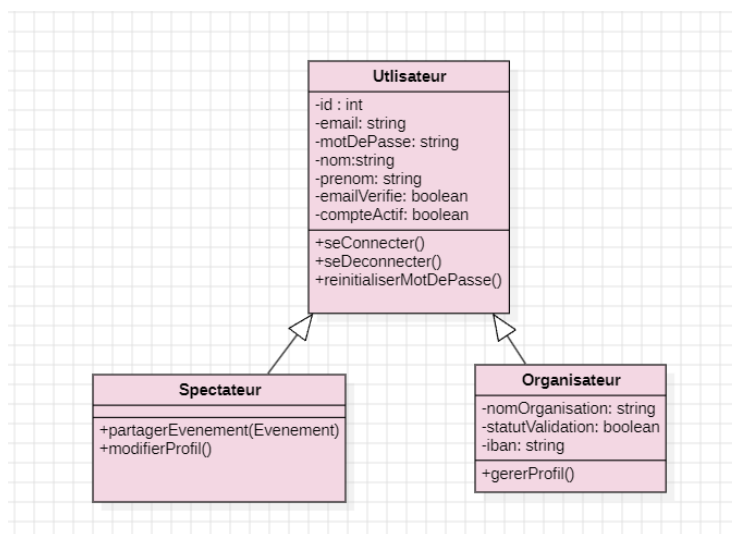 Utlisateur
-id : int
-email: string
-motDePasse: string
-nom:string
-prenom: string
-emailVerifie: boolean
-compteActif: boolean
+seConnecter()
+seDeconnecter()
+reinitialiserMotDePasse()
Spectateur
+partagerEvenement(Evenement)
+modifierProfil()
Organisateur
-nomOrganisation: string
-statutValidation: boolean
-iban: string
+gererProfil()